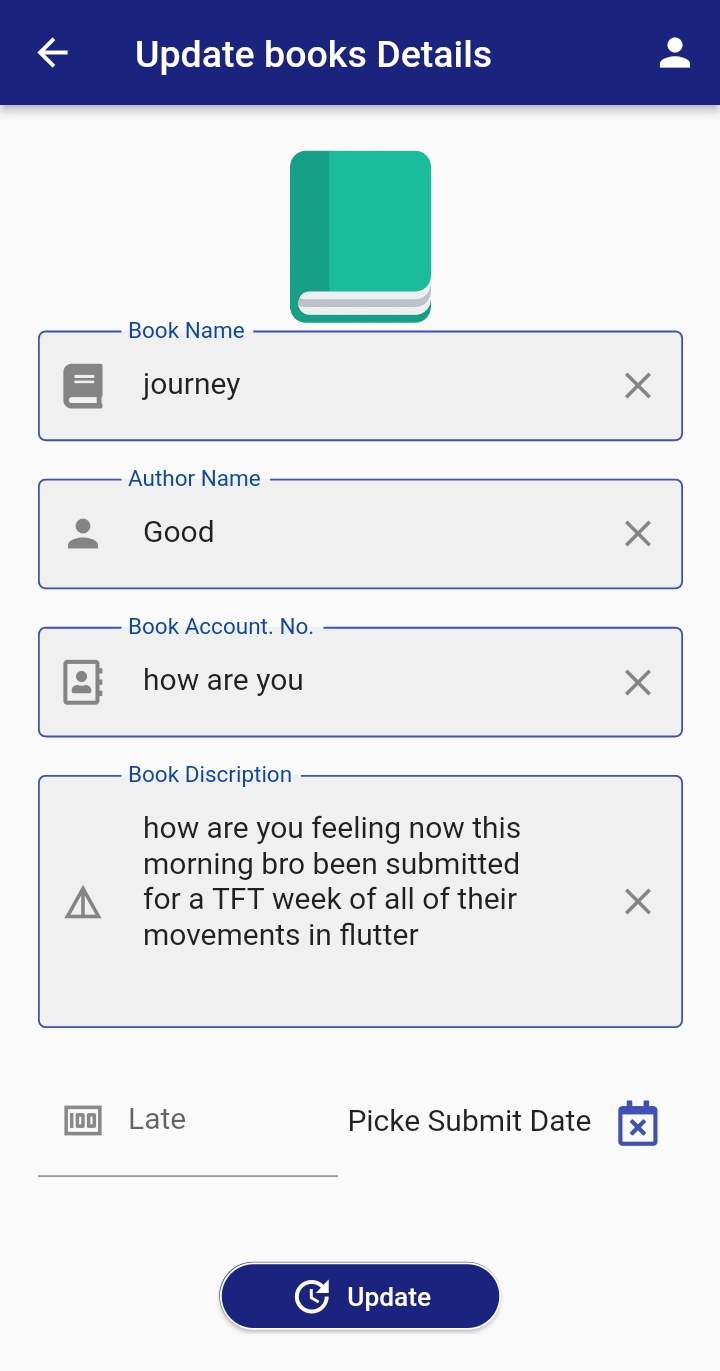 Update books Details
Book Name
journey
Author Name
Good
Book Account. No.
how are you
Book Discription
how are you feeling now this
morning bro been submitted
for a TFT week of all of their
movements in flutter
100 Late
Picke Submit Date
Update